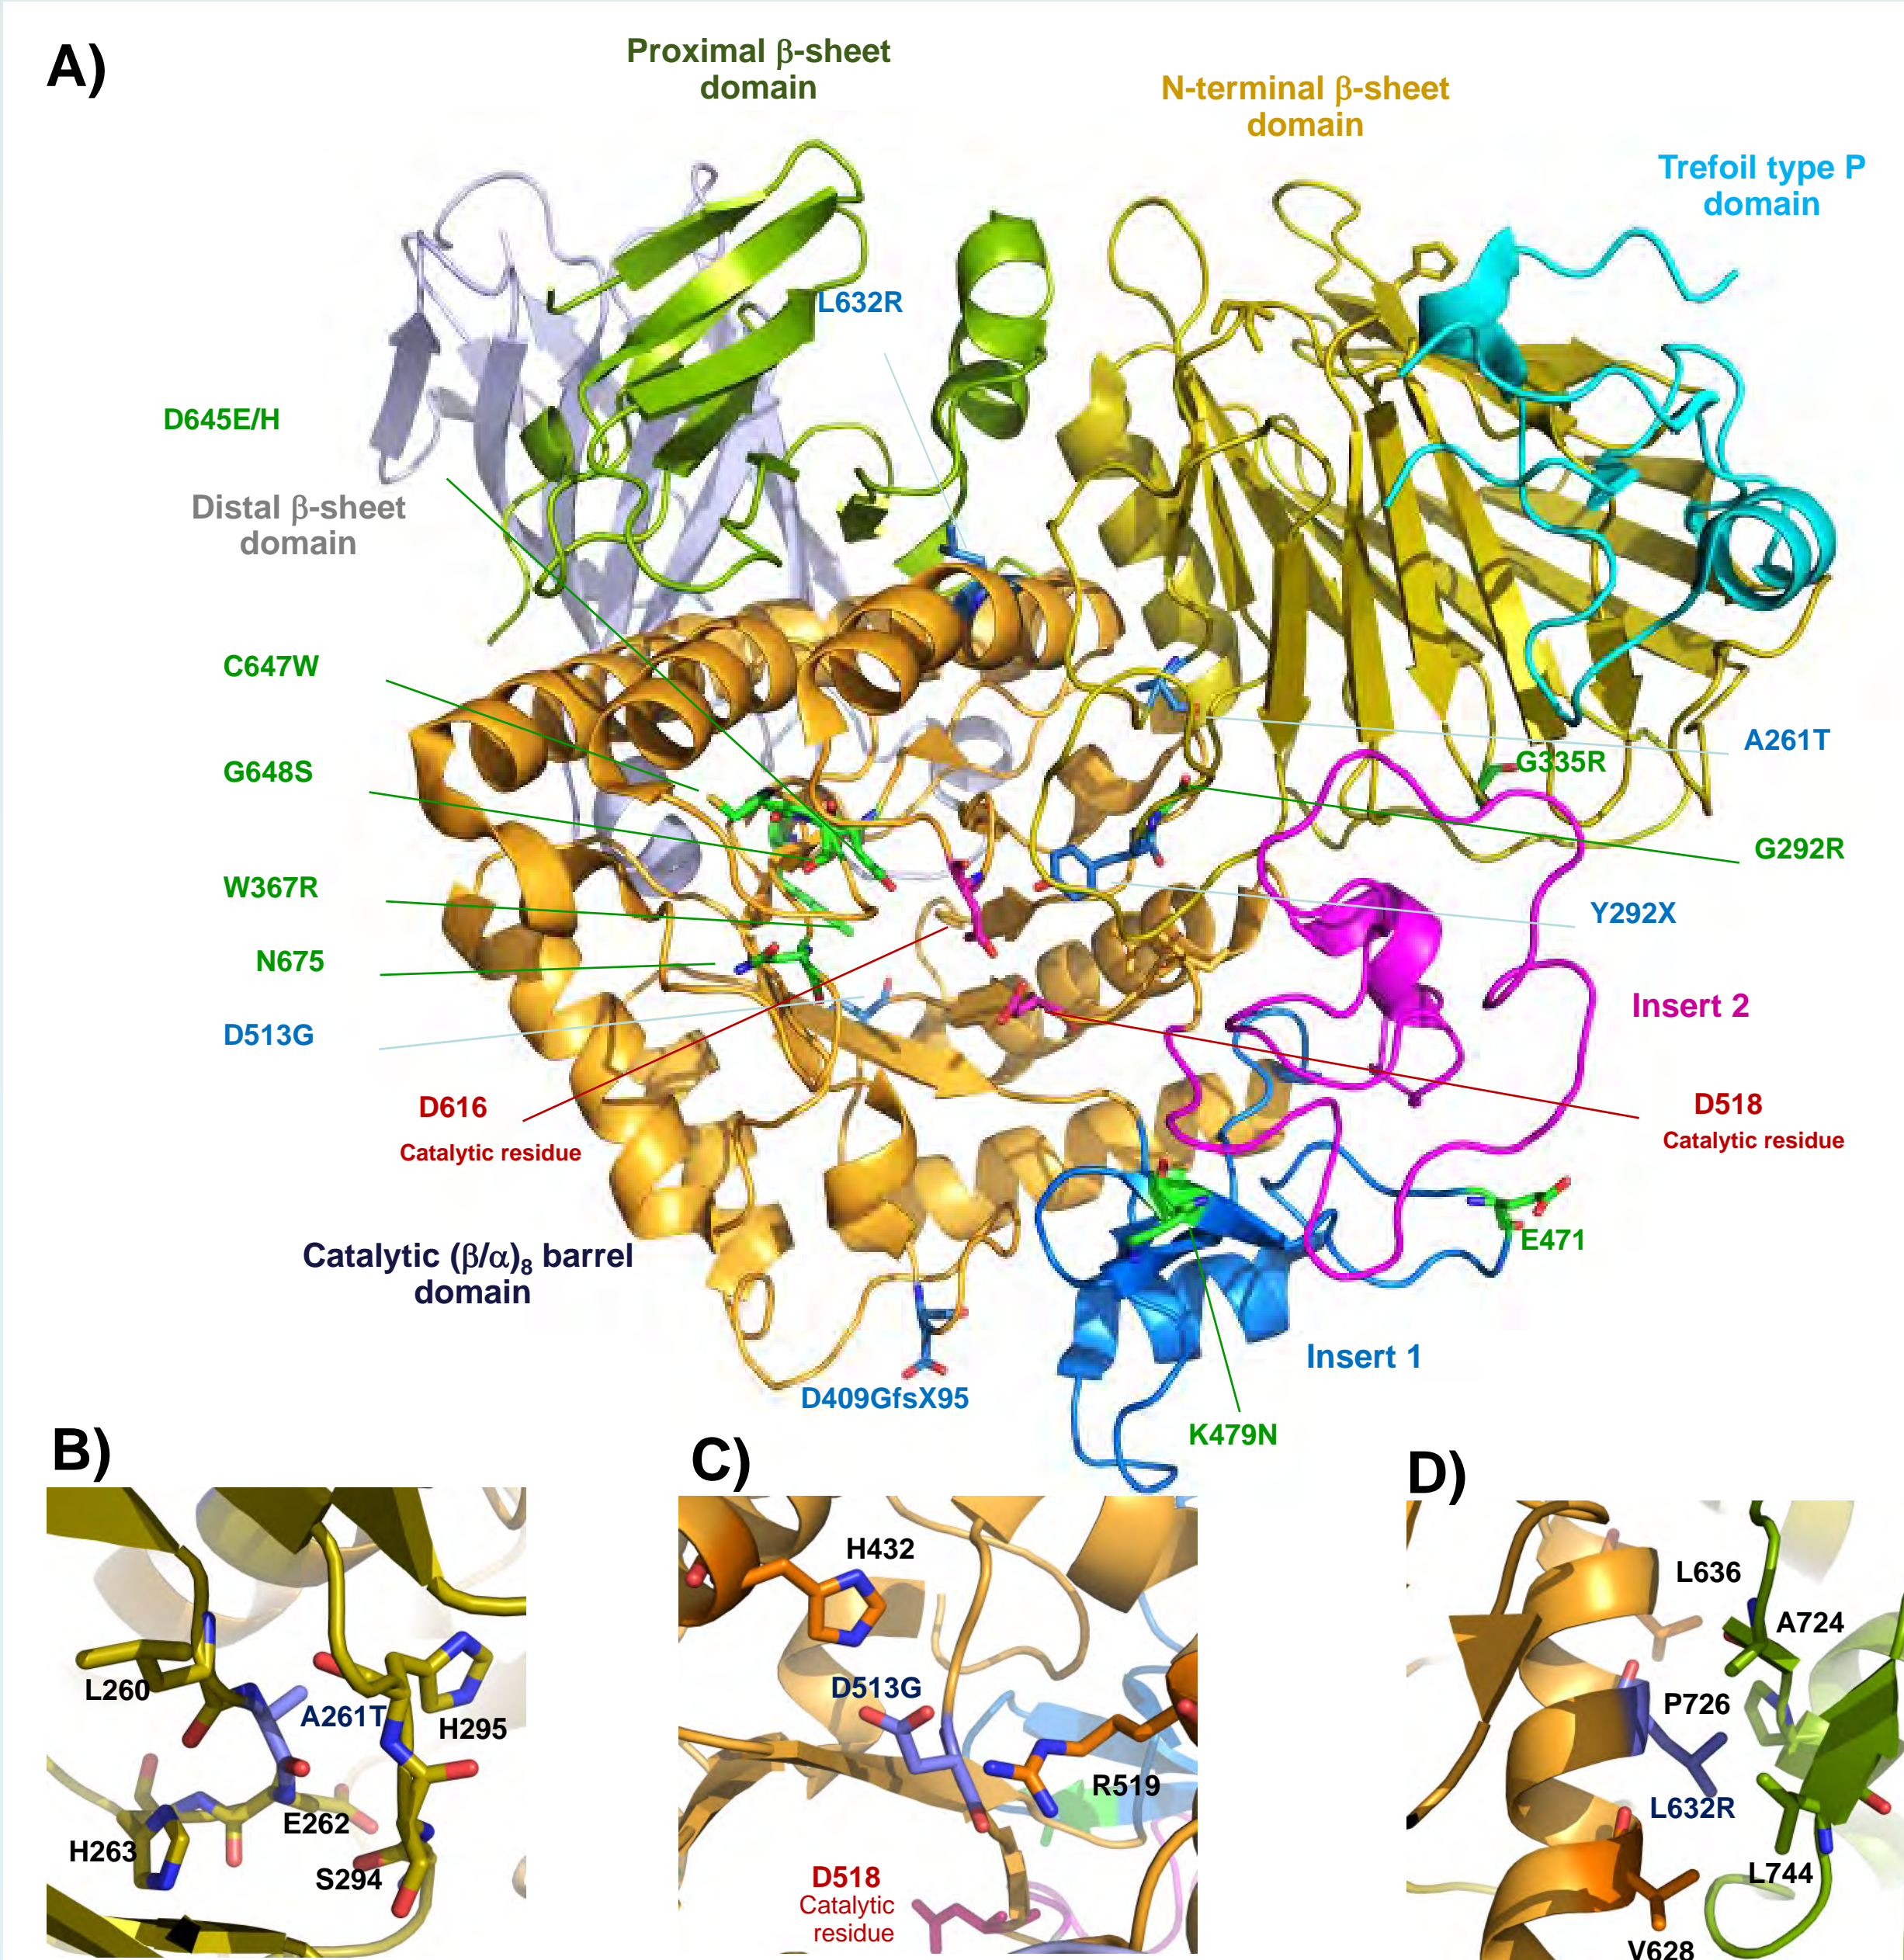 A)
Proximal β-sheet
domain
N-terminal β-sheet
domain
Trefoil type P
domain
L632R
D645E/H
Distal β-sheet
domain
C647W
G648S
W367R
N675
D513G
D616
Catalytic residue
A261T
G335R
G292R
Y292X
Insert 2
D518
Catalytic residue
E471
Catalytic (β/α)₈ barrel
domain
Insert 1
D409GfsX95
K479N
B)
L260
A261T
H295
E262
H263
S294
C)
H432
D513G
R519
D518
Catalytic
residue
D)
L636
A724
P726
L632R
L744
V628